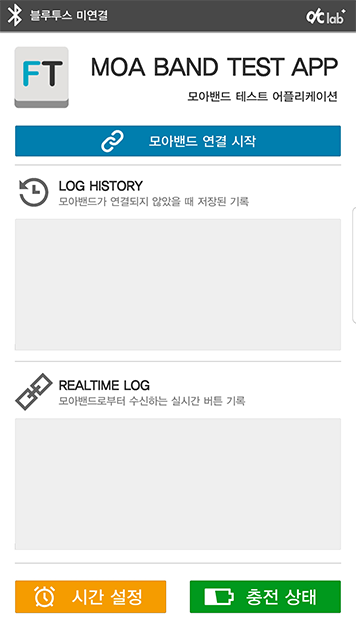 블루투스 미연결
okc lab+
FT
MOA BAND TEST APP
모아밴드 테스트 어플리케이션
모아밴드 연결 시작
LOG HISTORY
모아밴드가 연결되지 않았을 때 저장된 기록
REALTIME LOG
모아밴드로부터 수신하는 실시간 버튼 기록
시간 설정
충전 상태